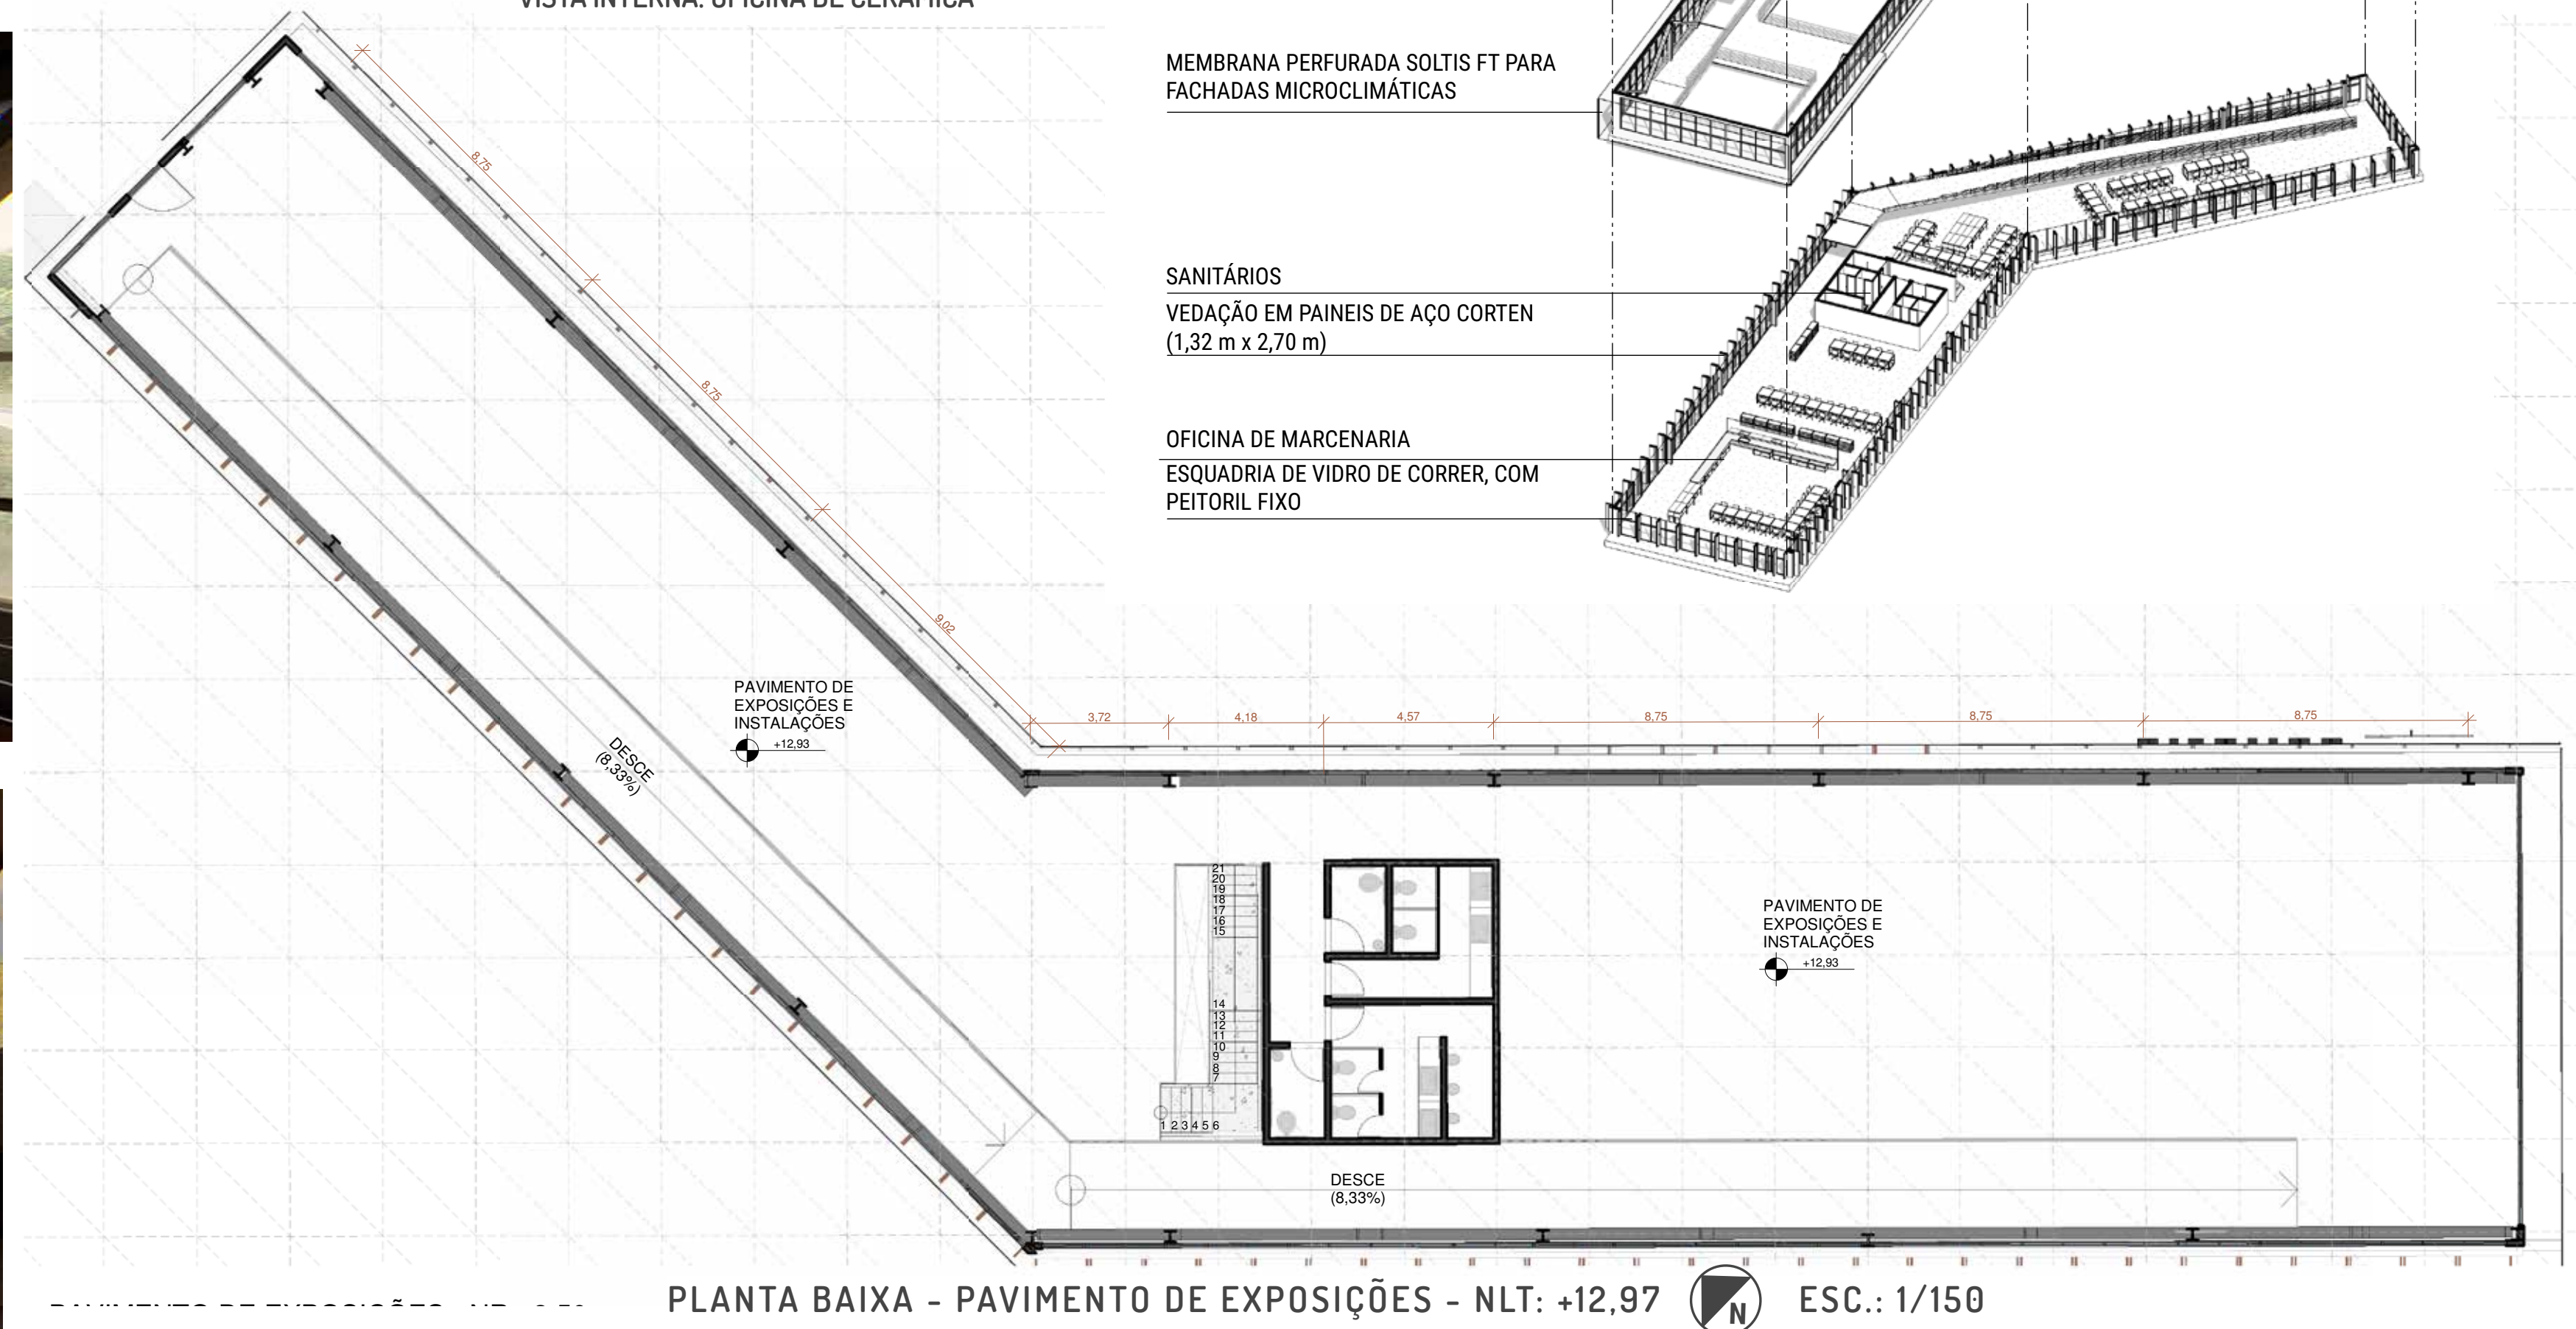 VISTA INTERNA: OFICINA DE CERÂMICA
MEMBRANA PERFURADA SOLTIS FT PARA
FACHADAS MICROCLIMÁTICAS
SANITÁRIOS
VEDAÇÃO EM PAINEIS DE AÇO CORTEN
(1,32 m x 2,70 m)
OFICINA DE MARCENARIA
ESQUADRIA DE VIDRO DE CORRER, COM
PEITORIL FIXO
8,75
8,75
9,02
PAVIMENTO DE
EXPOSIÇÕES E
INSTALAÇÕES
+12,93
DESCE
(8,33%)
3,72
4,18
4,57
8,75
8,75
8,75
21
20
19
18
17
16
15
14
13
12
11
10
9
8
7
1 2 3 4 5 6
PAVIMENTO DE
EXPOSIÇÕES E
INSTALAÇÕES
+12,93
DESCE
(8,33%)
PLANTA BAIXA - PAVIMENTO DE EXPOSIÇÕES - NLT: +12,97
N
ESC.: 1/150